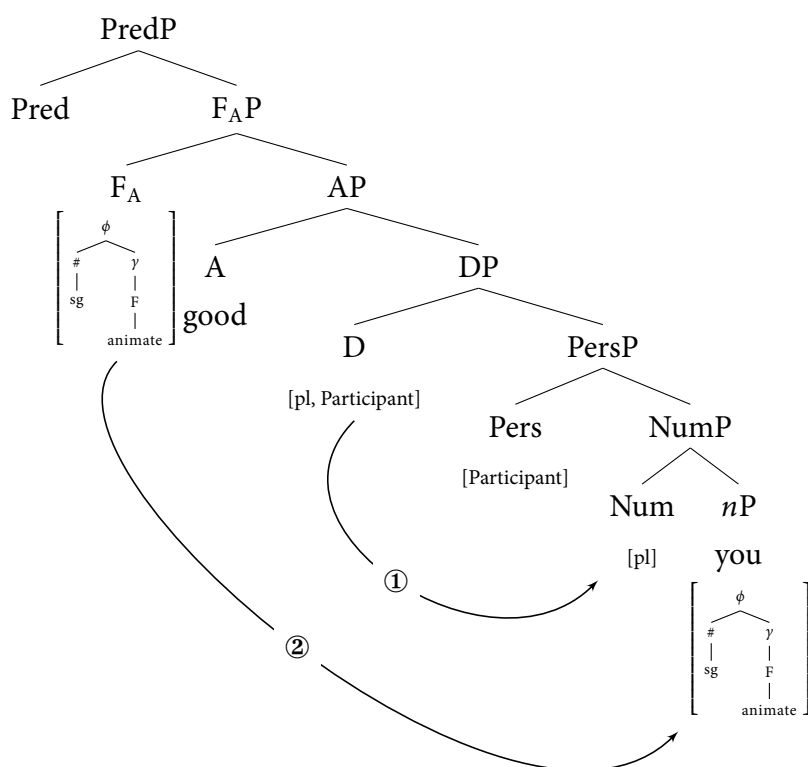 PredP
Pred FAP
FA AP
ϕ
# γ
sg F
animate
A DP
good
D PersP
[pl, Participant]
Pers NumP
[Participant]
Num nP
[pl] you
①
ϕ
# γ
sg F
animate
②